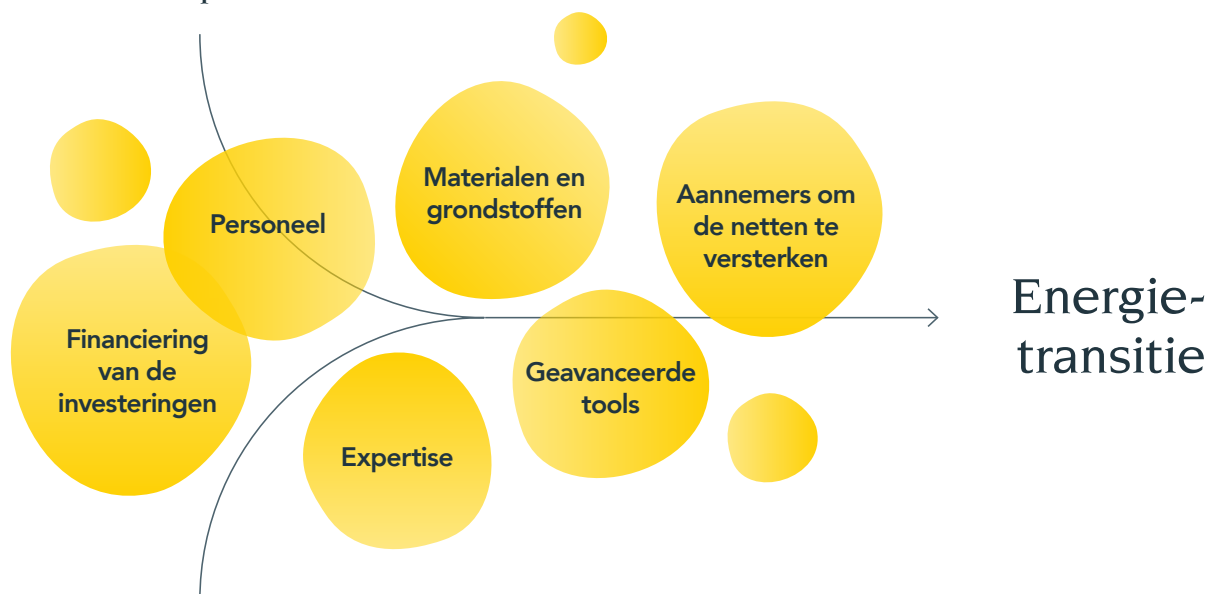 Personeel
Materialen en
grondstoffen
Aannemers om
de netten te
versterken
Financiering
van de
investeringen
Expertise
Geavanceerde
tools
Energie-
transitie